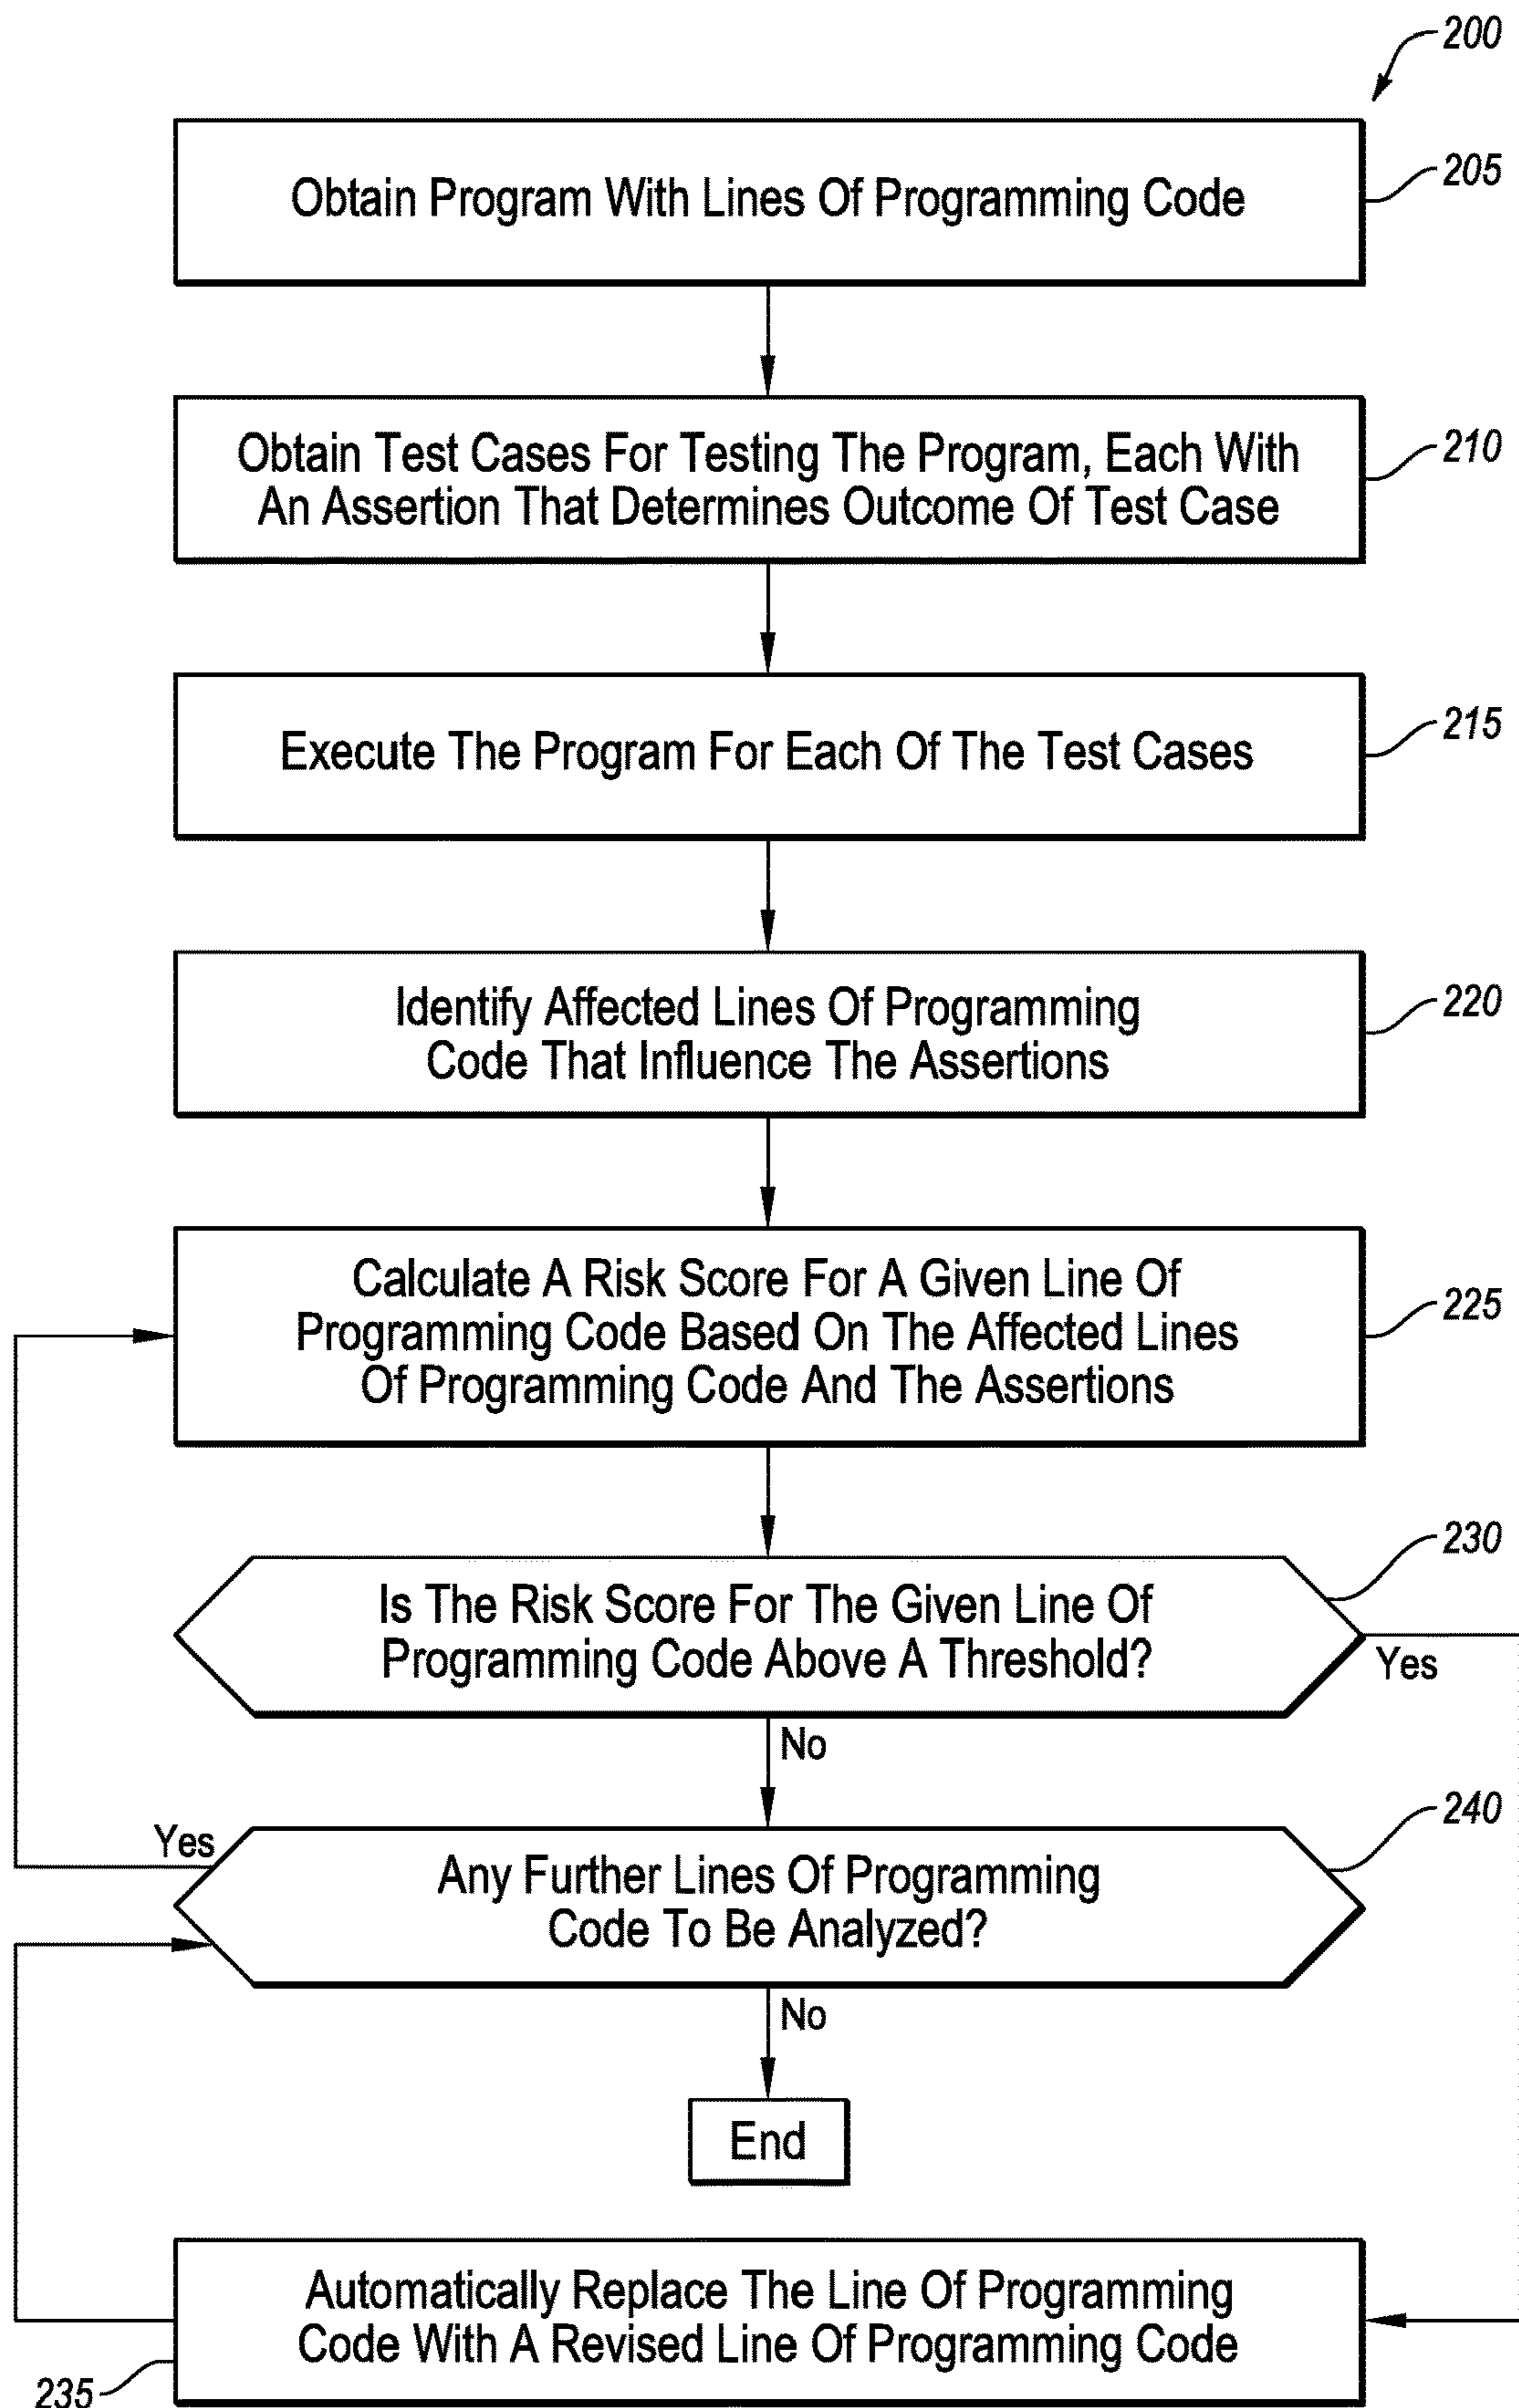 200
Obtain Program With Lines Of Programming Code
205
Obtain Test Cases For Testing The Program, Each With
An Assertion That Determines Outcome Of Test Case
210
Execute The Program For Each Of The Test Cases
215
Identify Affected Lines Of Programming
Code That Influence The Assertions
220
Calculate A Risk Score For A Given Line Of
Programming Code Based On The Affected Lines
Of Programming Code And The Assertions
225
Is The Risk Score For The Given Line Of
Programming Code Above A Threshold?
230
Yes
No
Any Further Lines Of Programming
Code To Be Analyzed?
240
Yes
No
End
Automatically Replace The Line Of Programming
Code With A Revised Line Of Programming Code
235